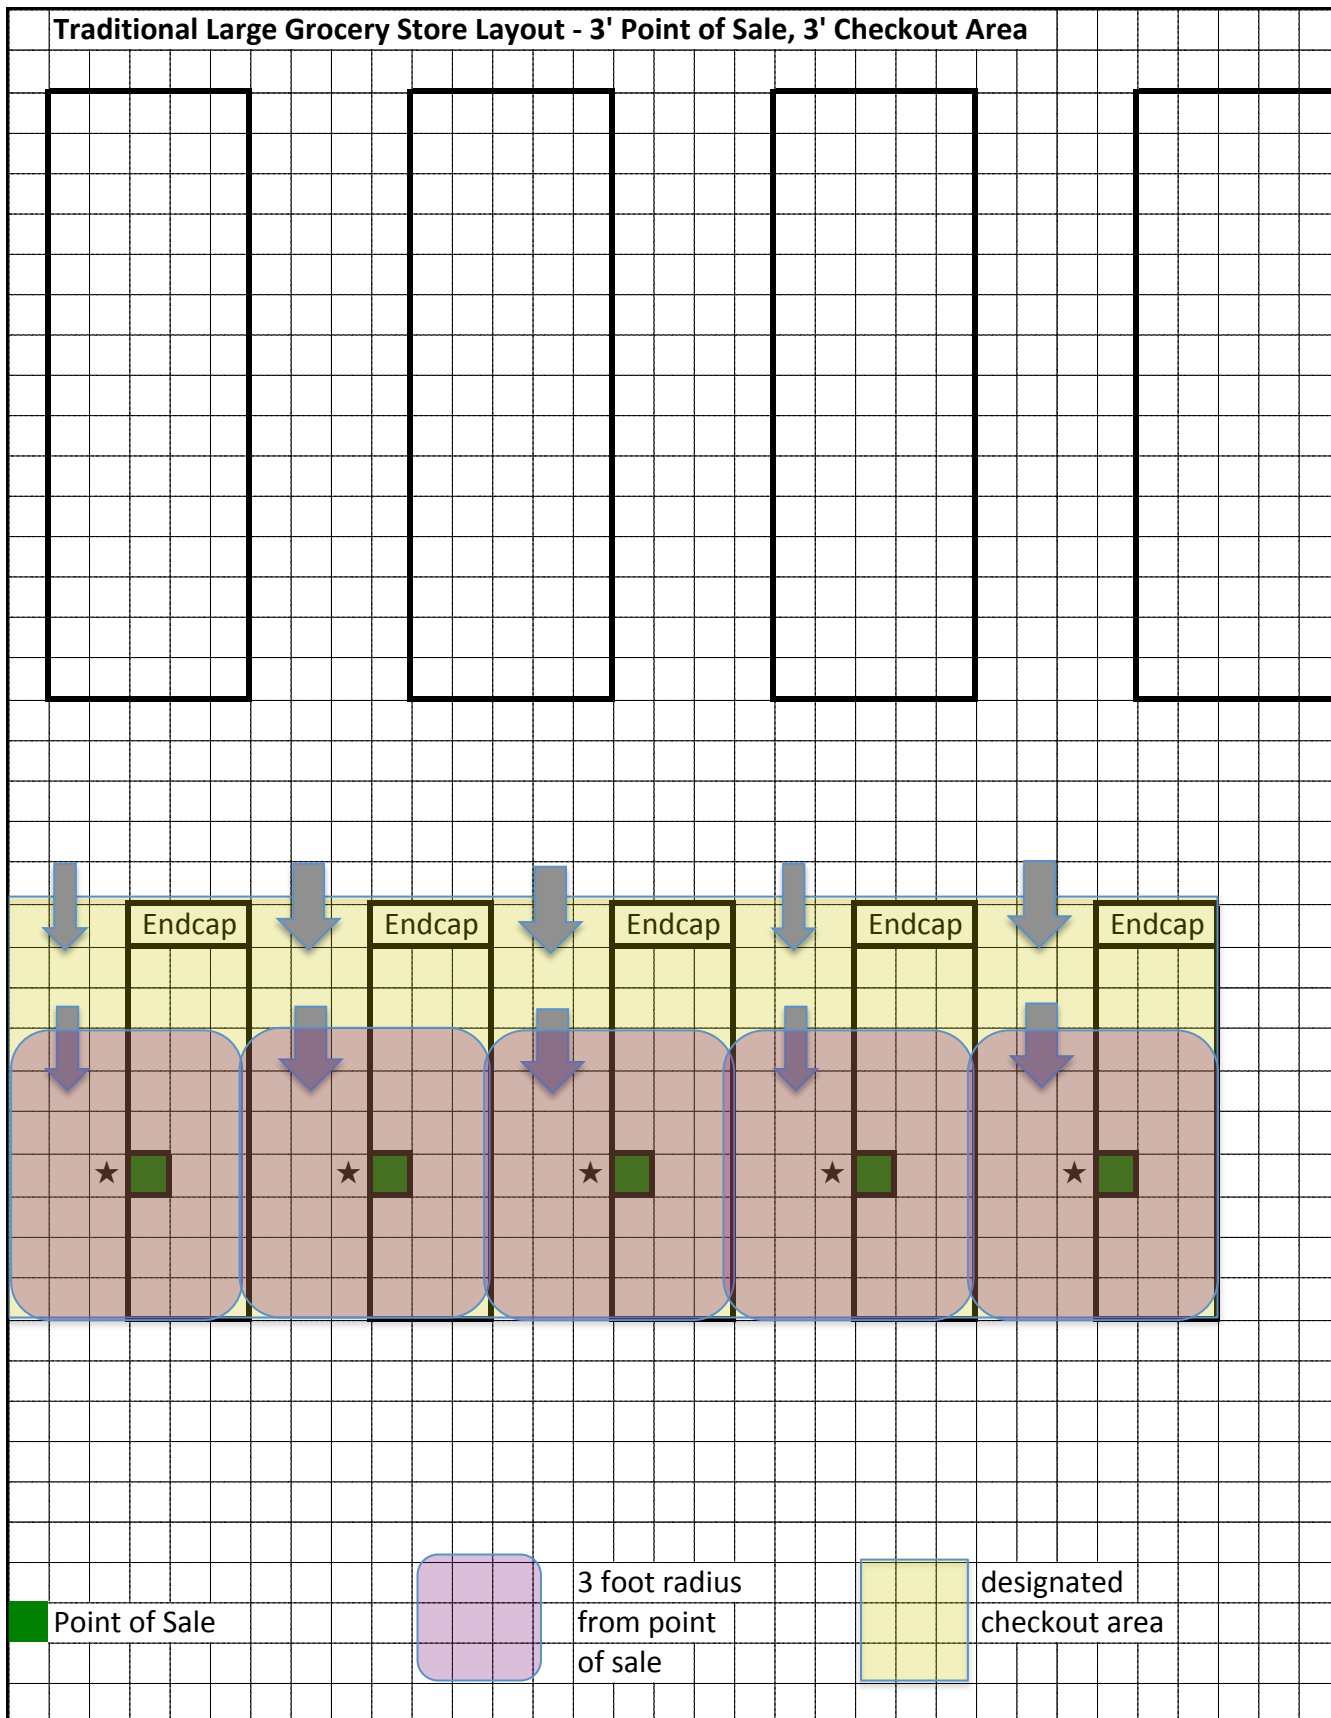 Traditional Large Grocery Store Layout - 3' Point of Sale, 3' Checkout Area
Endcap Endcap Endcap Endcap Endcap
★ ★ ★ ★ ★
Point of Sale
3 foot radius
from point
of sale
designated
checkout area